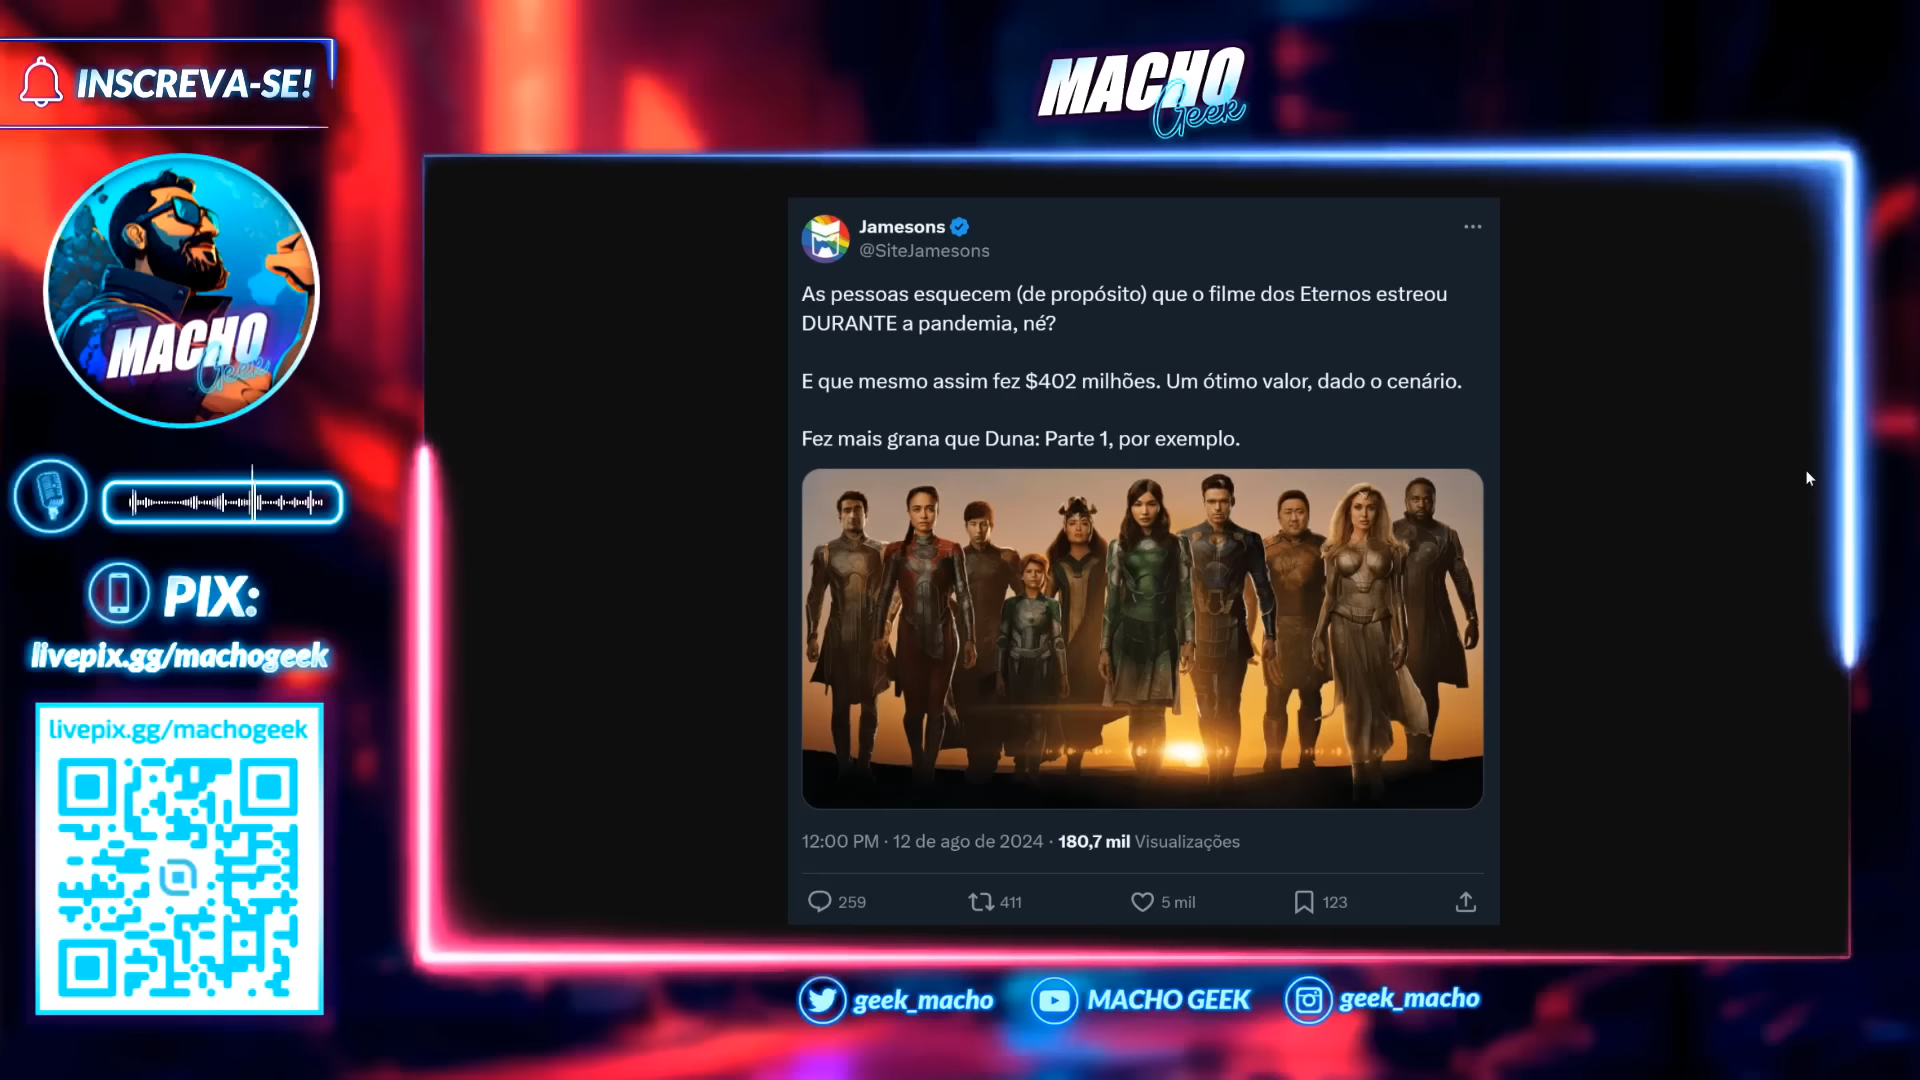 INSCREVA-SE!
MACHO
Geek
MACHO
Geek
PIX:
livepix.gg/machogeek
livepix.gg/machogeek
Jamesons
@SiteJamesons
As pessoas esquecem (de propósito) que o filme dos Eternos estreou
DURANTE a pandemia, né?
E que mesmo assim fez $402 milhões. Um ótimo valor, dado o cenário.
Fez mais grana que Duna: Parte 1, por exemplo.
12:00 PM · 12 de ago de 2024 · 180,7 mil Visualizações
259 411 5 mil 123
geek_macho MACHO GEEK geek_macho